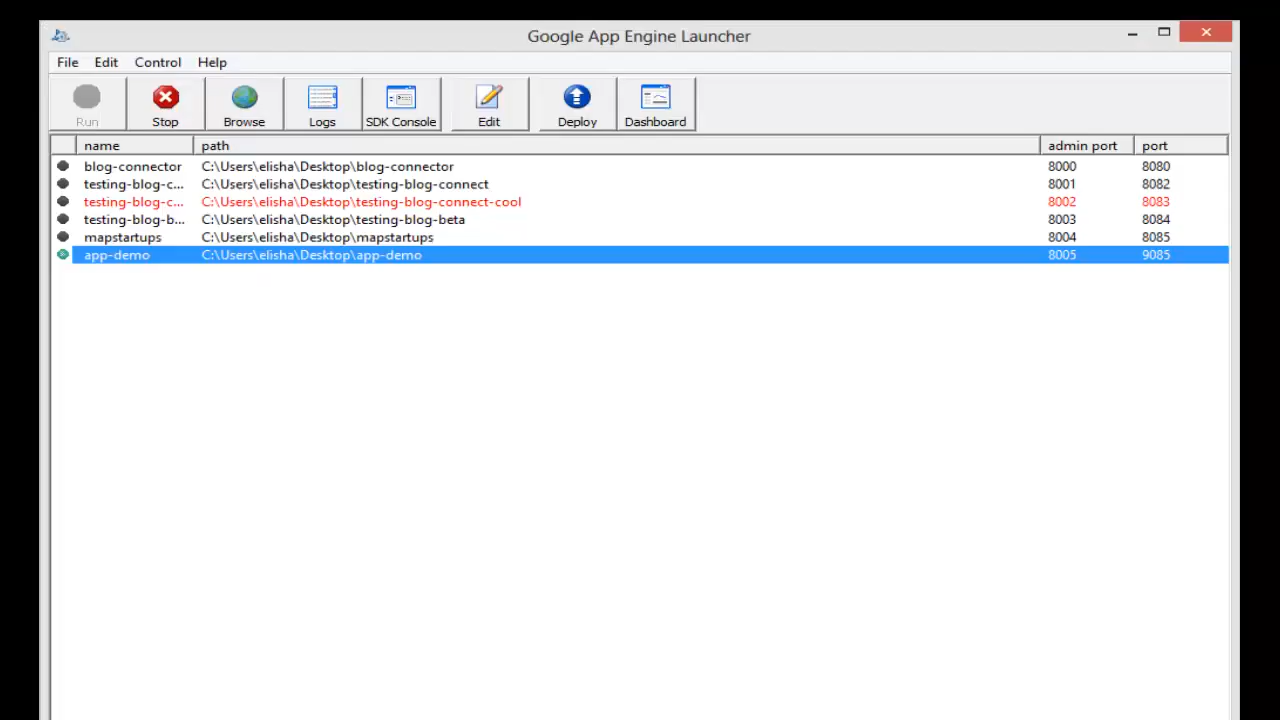 Google App Engine Launcher
File Edit Control Help
Run Stop Browse Logs SDK Console Edit Deploy Dashboard
name path admin port port
blog-connector C:\Users\elisha\Desktop\blog-connector 8000 8080
testing-blog-c... C:\Users\elisha\Desktop\testing-blog-connect 8001 8082
testing-blog-c... C:\Users\elisha\Desktop\testing-blog-connect-cool 8002 8083
testing-blog-b... C:\Users\elisha\Desktop\testing-blog-beta 8003 8084
mapstartups C:\Users\elisha\Desktop\mapstartups 8004 8085
app-demo C:\Users\elisha\Desktop\app-demo 8005 9085